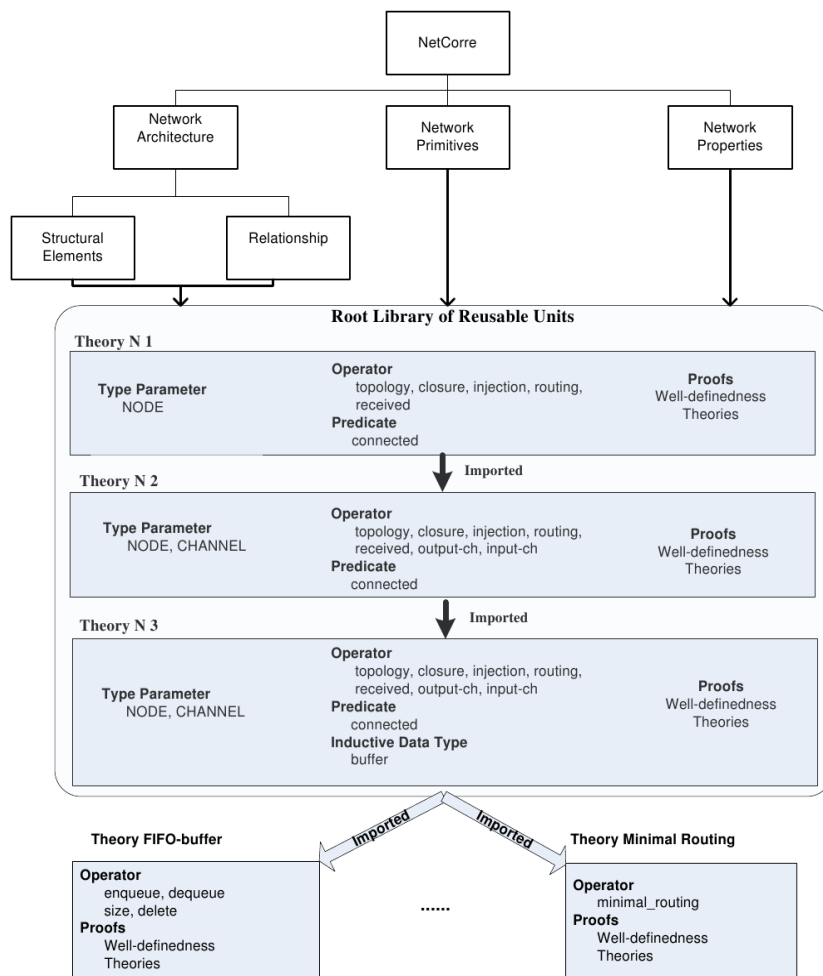 NetCorre
Network
Architecture
Network
Primitives
Network
Properties
Structural
Elements
Relationship
Root Library of Reusable Units
Theory N 1
Type Parameter
NODE
Operator
topology, closure, injection, routing,
received
Predicate
connected
Proofs
Well-definedness
Theories
Imported
Theory N 2
Type Parameter
NODE, CHANNEL
Operator
topology, closure, injection, routing,
received, output-ch, input-ch
Predicate
connected
Proofs
Well-definedness
Theories
Imported
Theory N 3
Type Parameter
NODE, CHANNEL
Operator
topology, closure, injection, routing,
received, output-ch, input-ch
Predicate
connected
Inductive Data Type
buffer
Proofs
Well-definedness
Theories
Imported
Imported
Theory FIFO-buffer
Operator
enqueue, dequeue
size, delete
Proofs
Well-definedness
Theories
......
Theory Minimal Routing
Operator
minimal_routing
Proofs
Well-definedness
Theories